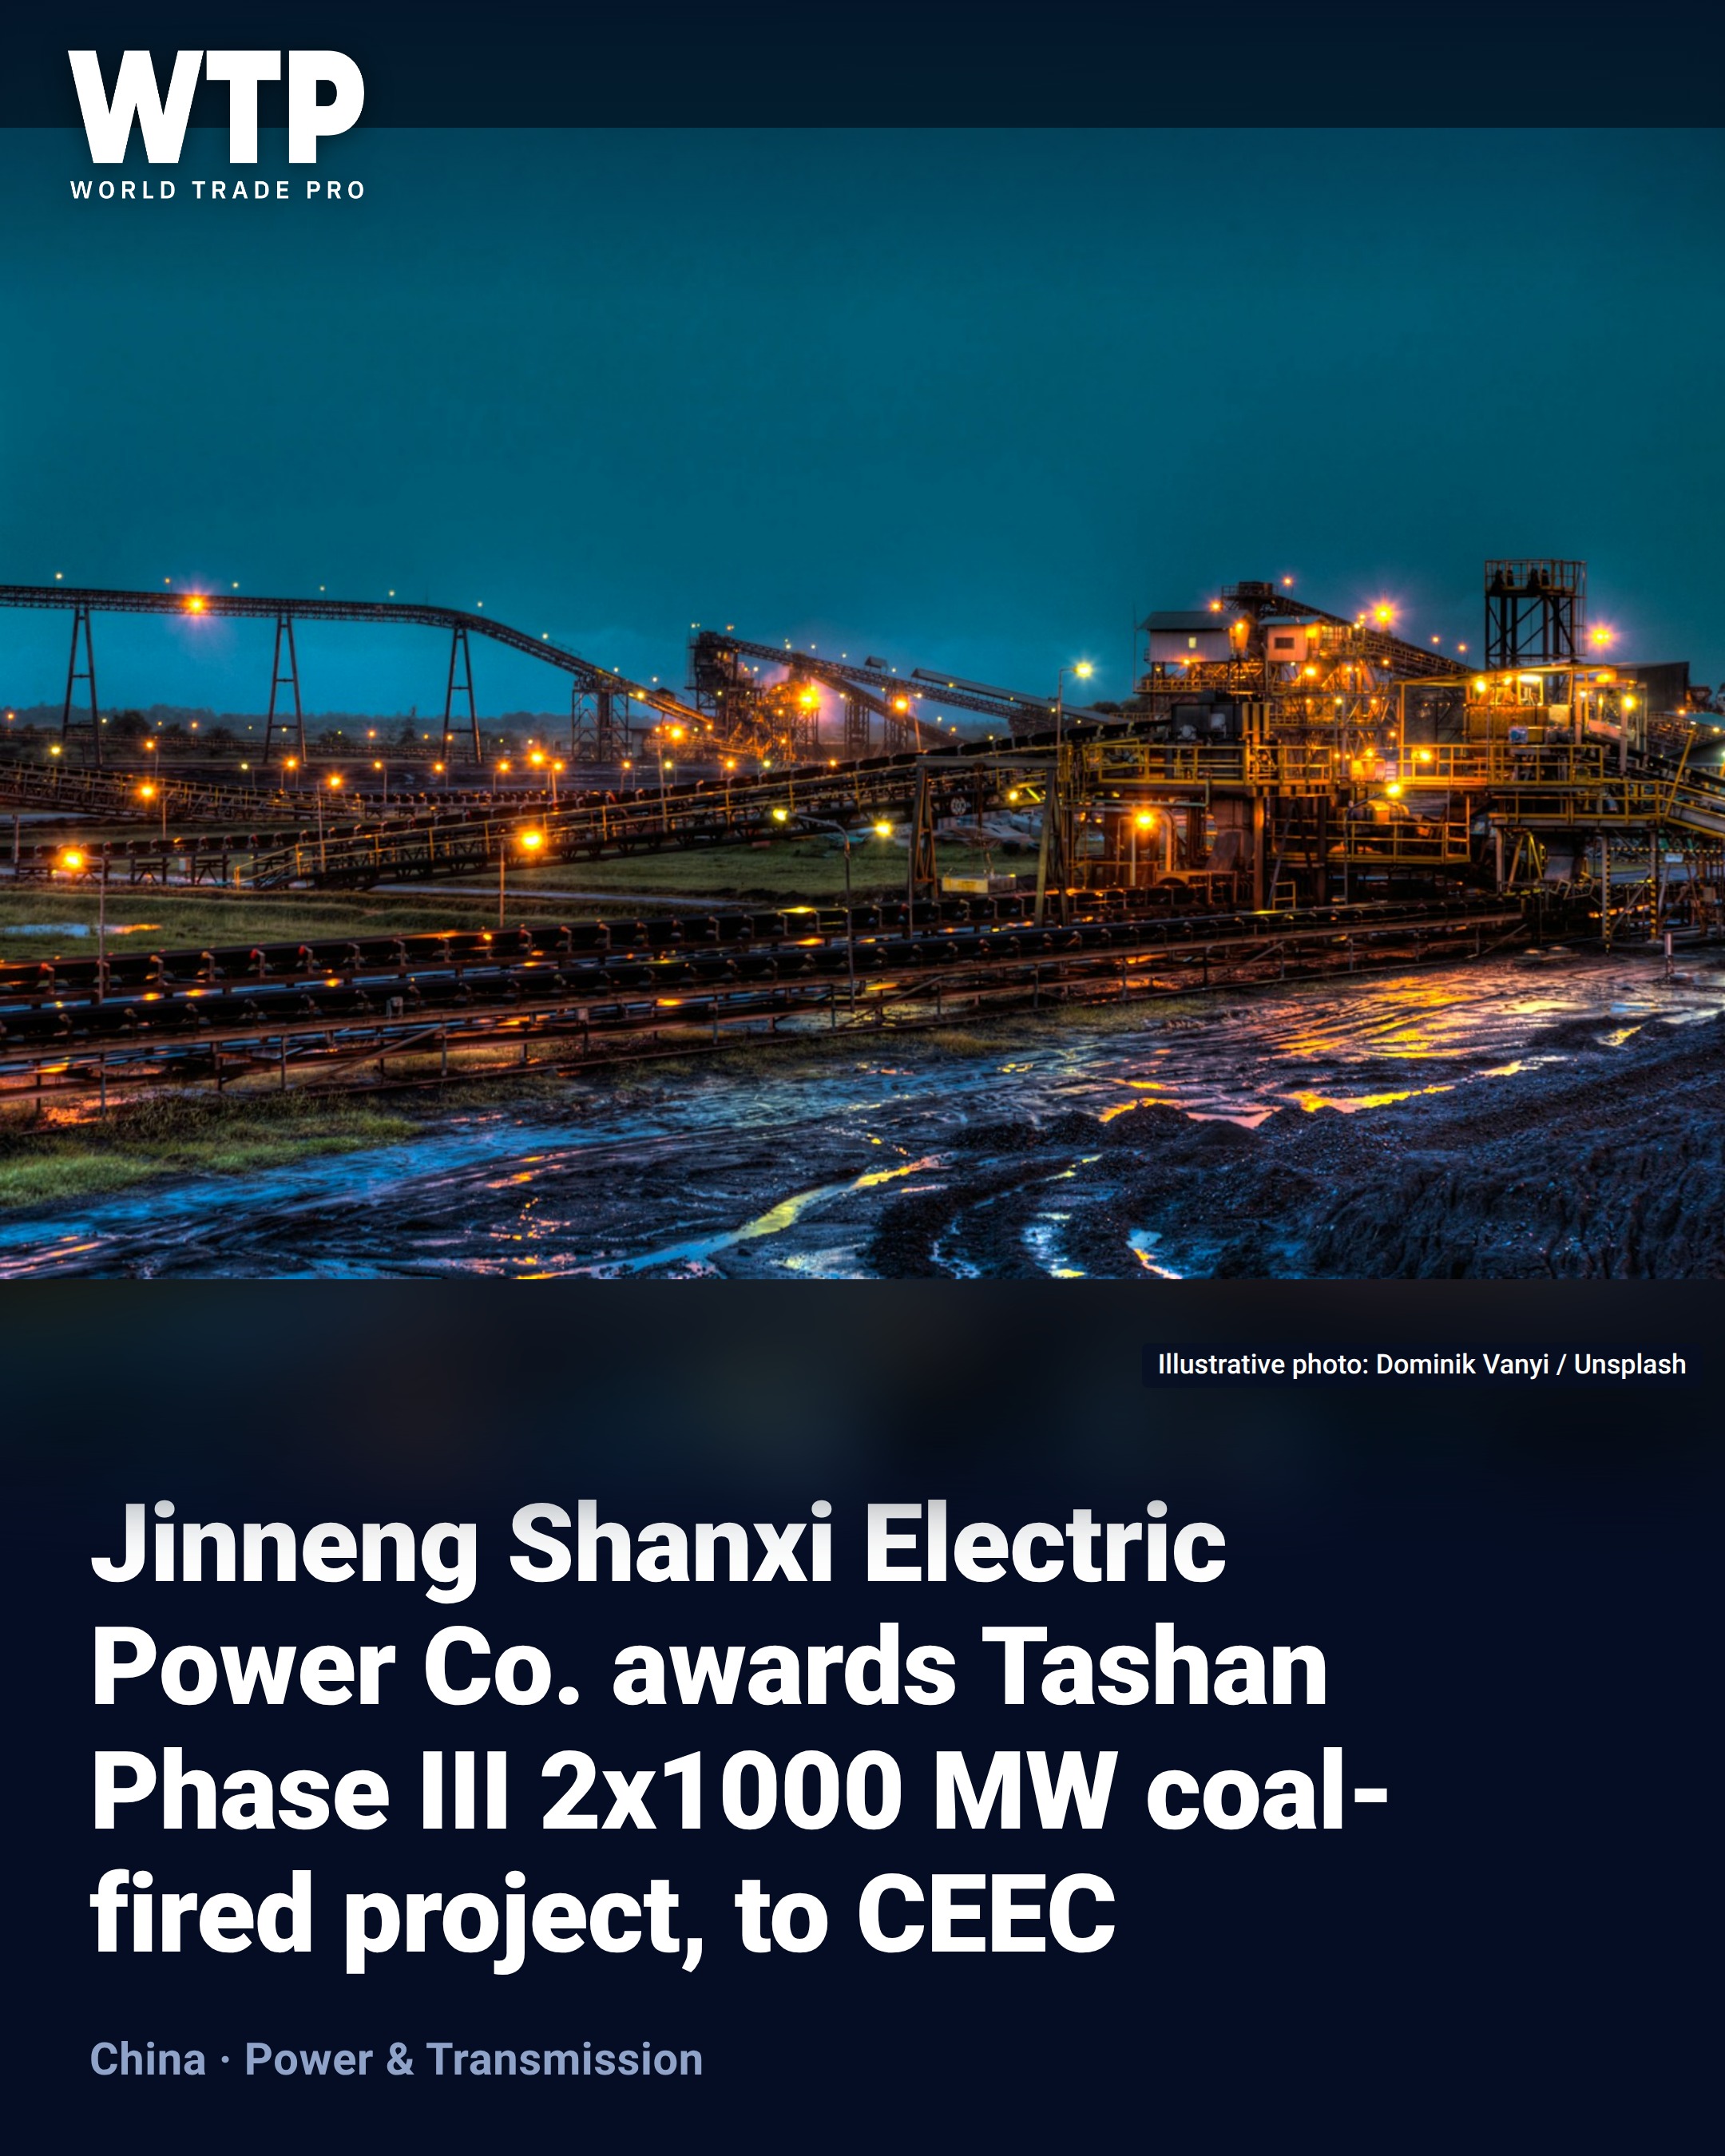 WTP
WORLD TRADE PRO
Illustrative photo: Dominik Vanyi / Unsplash
Jinneng Shanxi Electric
Power Co. awards Tashan
Phase III 2x1000 MW coal-
fired project, to CEEC
China · Power & Transmission